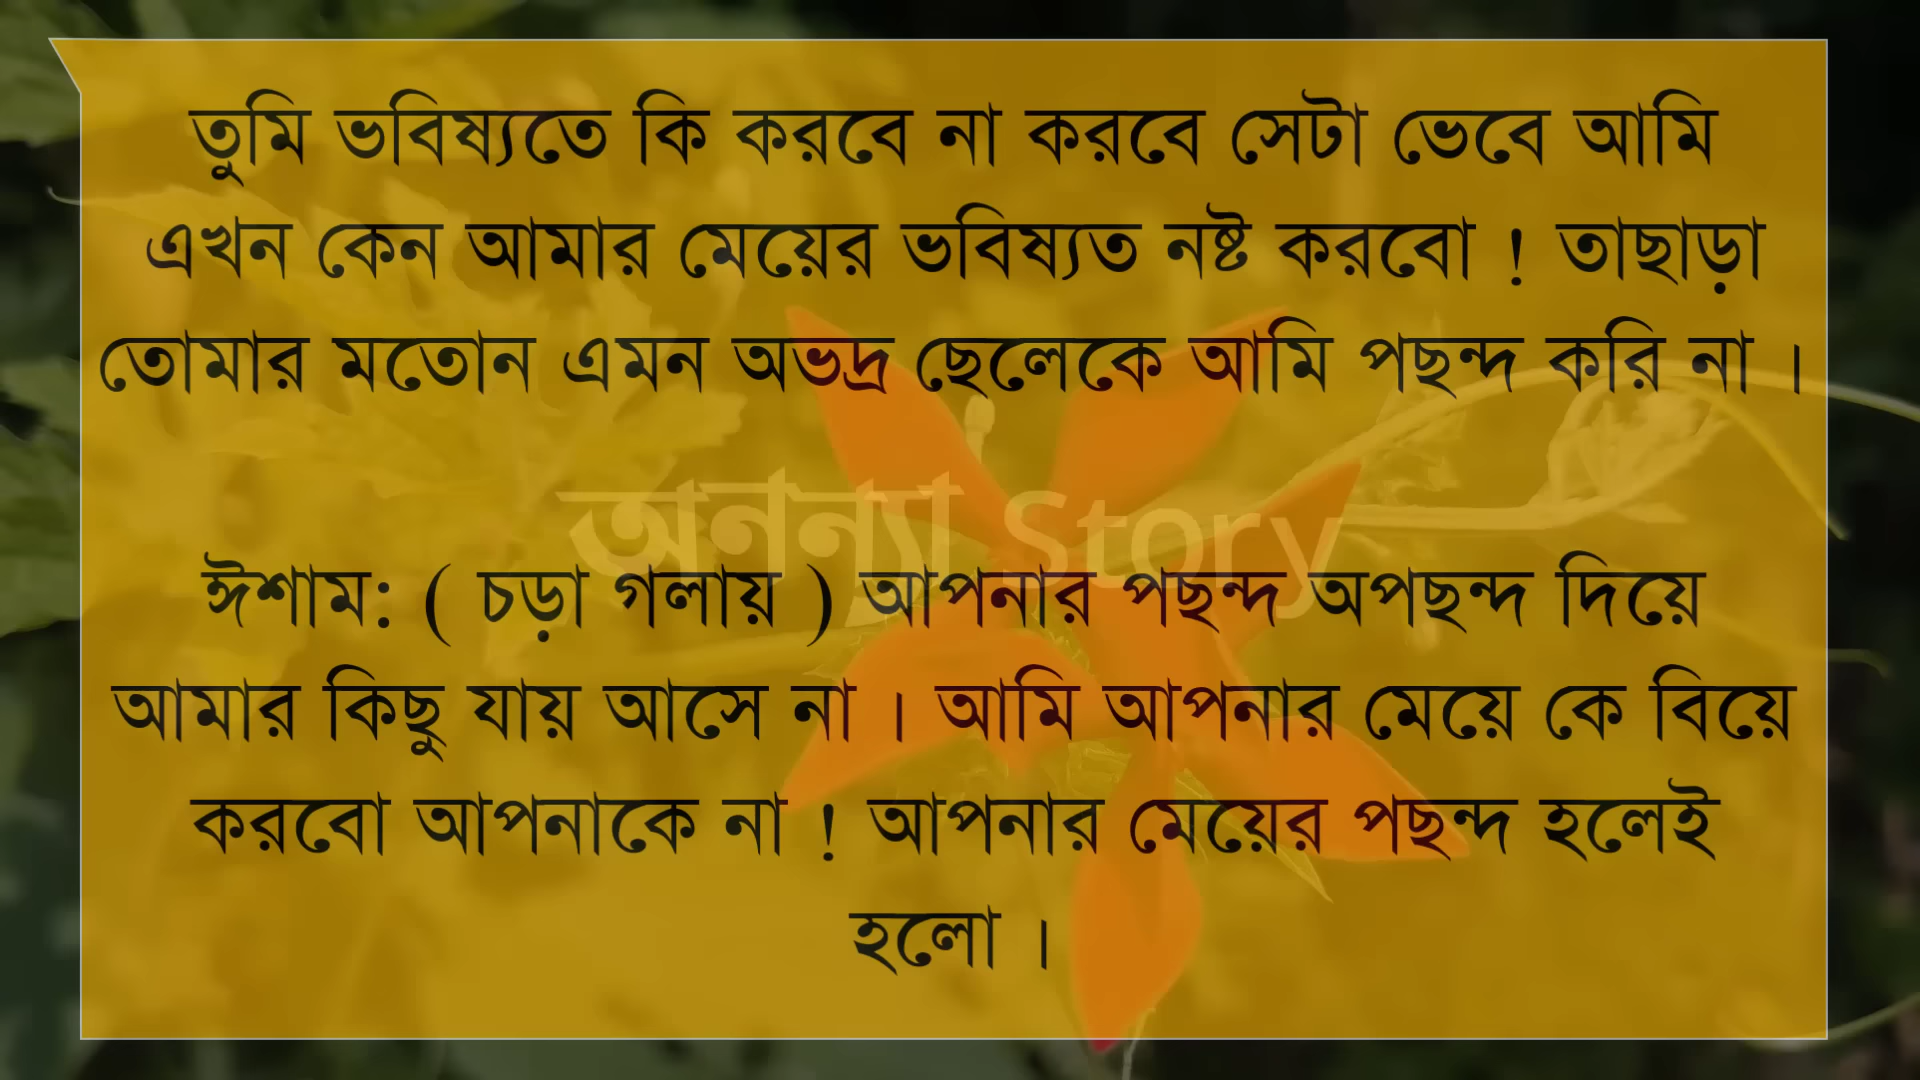 তুমি ভবিষ্যতে কি করবে না করবে সেটা ভেবে আমি
এখন কেন আমার মেয়ের ভবিষ্যত নষ্ট করবো ! তাছাড়া
তোমার মতোন এমন অভদ্র ছেলেকে আমি পছন্দ করি না ।
অনন্যা Story
ঈশাম: ( চড়া গলায় ) আপনার পছন্দ অপছন্দ দিয়ে
আমার কিছু যায় আসে না । আমি আপনার মেয়ে কে বিয়ে
করবো আপনাকে না ! আপনার মেয়ের পছন্দ হলেই
হলো ।